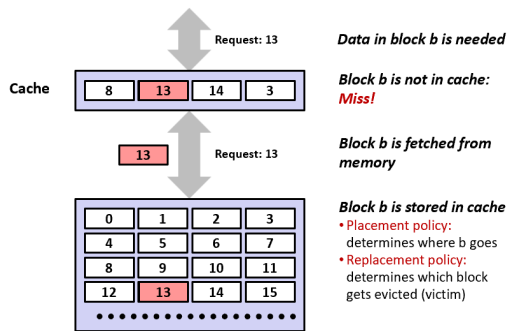 Request: 13
Data in block b is needed
Cache
8 13 14 3
Block b is not in cache:
Miss!
13
Request: 13
Block b is fetched from
memory
0 1 2 3
4 5 6 7
8 9 10 11
12 13 14 15
Block b is stored in cache
• Placement policy:
determines where b goes
• Replacement policy:
determines which block
gets evicted (victim)